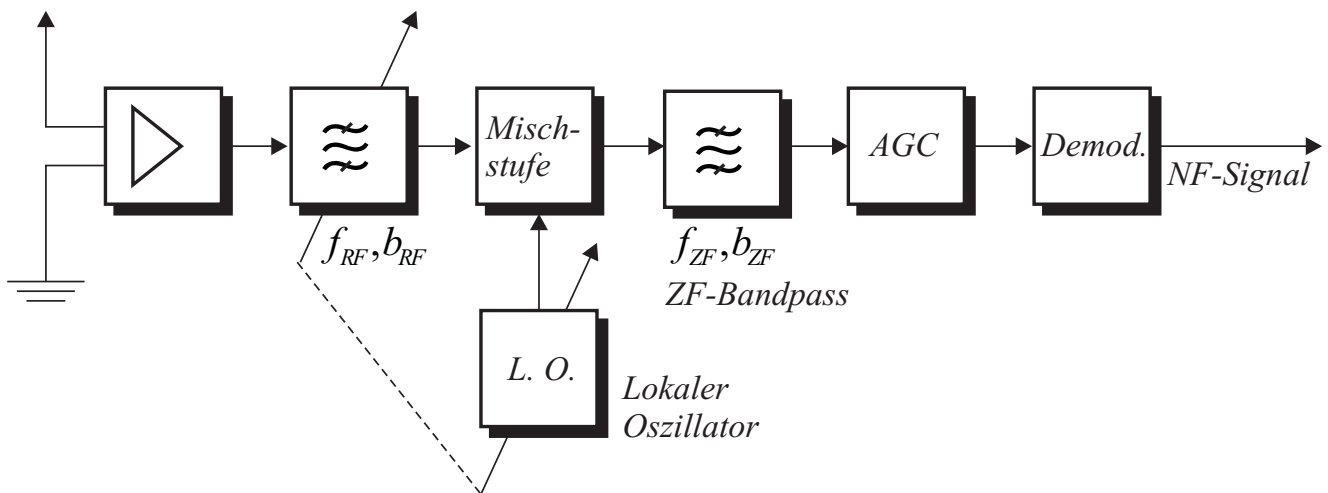 Misch-
stufe
AGC
Demod.
NF-Signal
f_RF, b_RF
f_ZF, b_ZF
ZF-Bandpass
L. O.
Lokaler
Oszillator